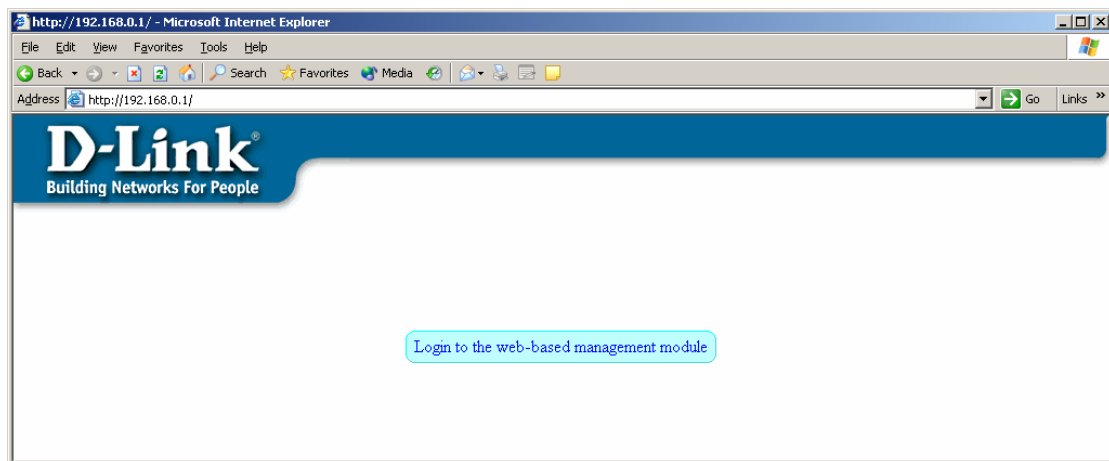 http://192.168.0.1/ - Microsoft Internet Explorer
File Edit View Favorites Tools Help
Back Search Favorites Media
Address http://192.168.0.1/ Go Links »
D-Link®
Building Networks For People
Login to the web-based management module